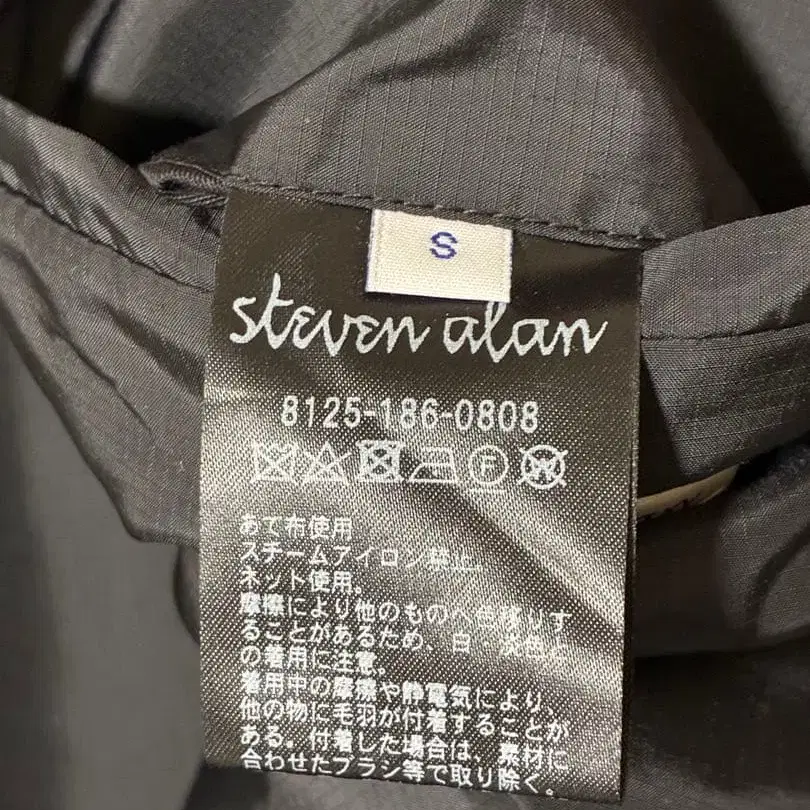 S
steven alan
8125-186-0808
F
W
あて布使用
スチームアイロン禁止。
ネット使用。
摩擦により他のものへ色移りす
ることがあるため、白 淡色と
の着用に注意。
着用中の摩擦や静電気により、
他の物に毛羽が付着することが
ある。付着した場合は、素材に
合わせたブラシ等で取り除く。